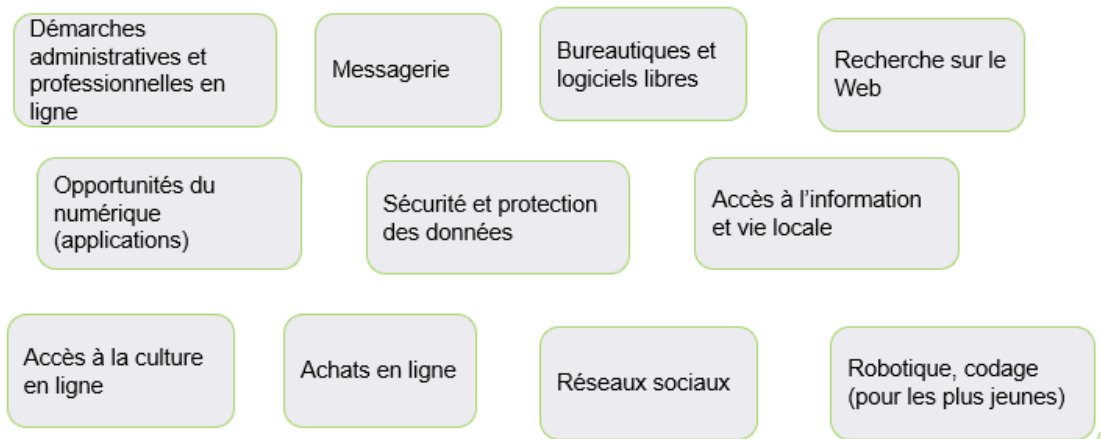 Démarches
administratives et
professionnelles en
ligne
Messagerie
Bureautiques et
logiciels libres
Recherche sur le
Web
Opportunités du
numérique
(applications)
Sécurité et protection
des données
Accès à l’information
et vie locale
Accès à la culture
en ligne
Achats en ligne
Réseaux sociaux
Robotique, codage
(pour les plus jeunes)